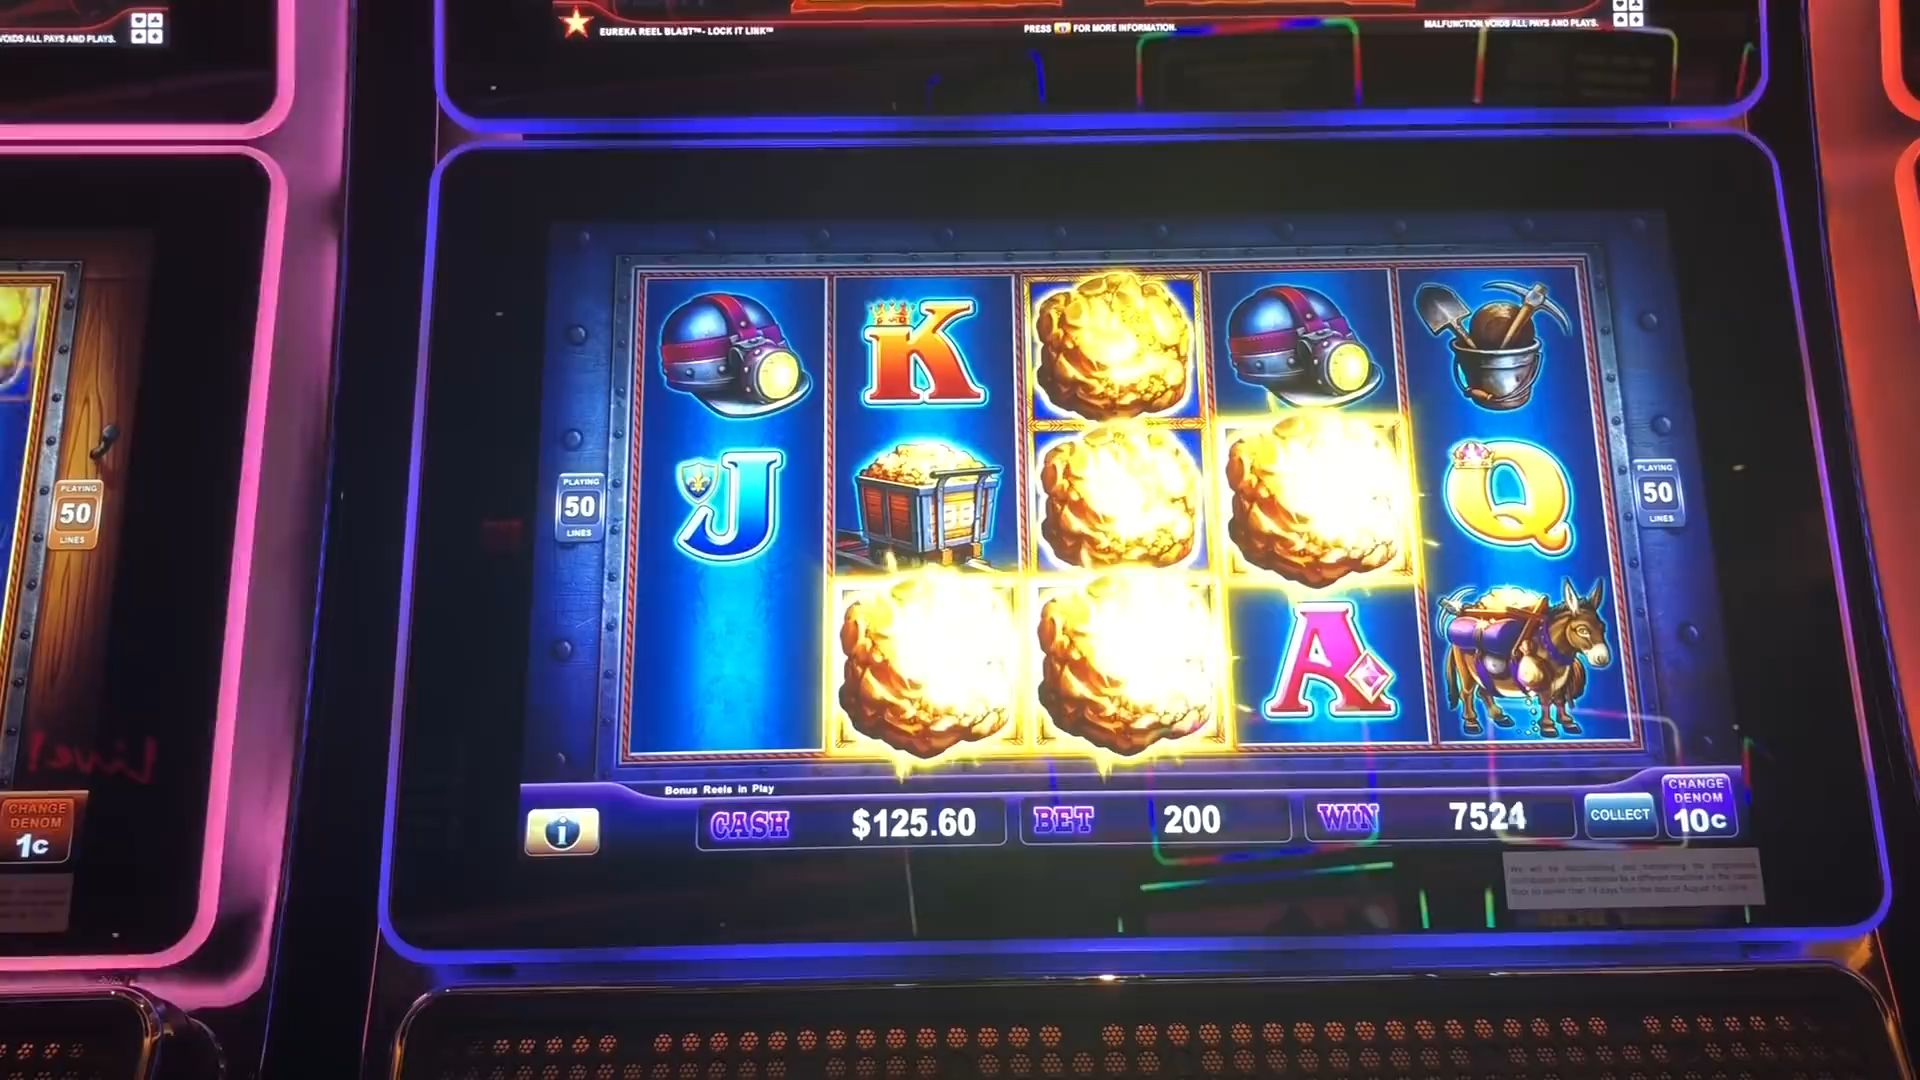 VOIDS ALL PAYS AND PLAYS.
EUREKA REEL BLAST™ - LOCK IT LINK™
PRESS i FOR MORE INFORMATION.
MALFUNCTION VOIDS ALL PAYS AND PLAYS.
K
J
Q
A
PLAYING
50
LINES
PLAYING
50
LINES
PLAYING
50
LINES
Live!
Bonus Reels in Play
i
CASH $125.60
BET 200
WIN 7524
COLLECT
CHANGE
DENOM
10¢
CHANGE
DENOM
1¢